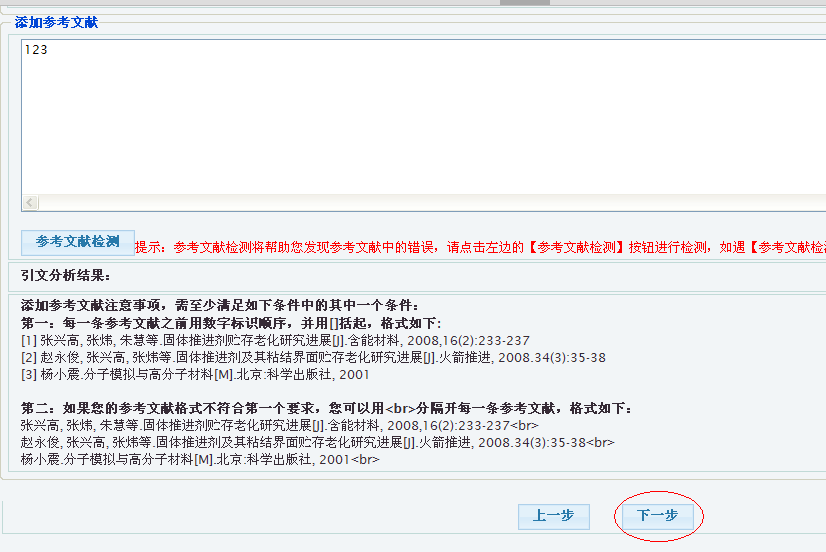 添加参考文献
123
参考文献检测
提示：参考文献检测将帮助您发现参考文献中的错误，请点击左边的【参考文献检测】按钮进行检测，如遇【参考文献检
引文分析结果：
添加参考文献注意事项，需至少满足如下条件中的其中一个条件：
第一：每一条参考文献之前用数字标识顺序，并用[]括起，格式如下：
[1] 张兴高, 张炜, 朱慧等.固体推进剂贮存老化研究进展[J].含能材料, 2008,16(2):233-237
[2] 赵永俊, 张兴高, 张炜等.固体推进剂及其粘结界面贮存老化研究进展[J].火箭推进, 2008.34(3):35-38
[3] 杨小震.分子模拟与高分子材料[M].北京:科学出版社, 2001
第二：如果您的参考文献格式不符合第一个要求，您可以用<br>分隔开每一条参考文献，格式如下：
张兴高, 张炜, 朱慧等.固体推进剂贮存老化研究进展[J].含能材料, 2008,16(2):233-237<br>
赵永俊, 张兴高, 张炜等.固体推进剂及其粘结界面贮存老化研究进展[J].火箭推进, 2008.34(3):35-38<br>
杨小震.分子模拟与高分子材料[M].北京:科学出版社, 2001<br>
上一步
下一步